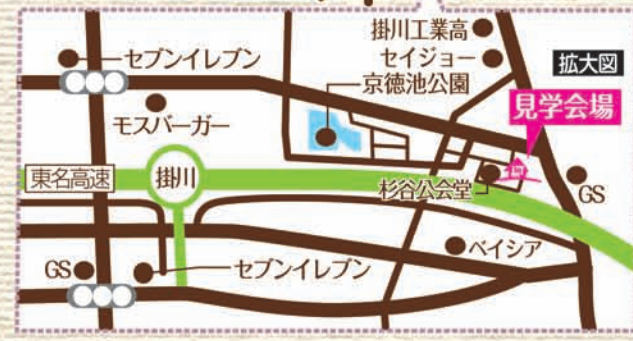 掛川工業高
セブンイレブン
セイジョー
拡大図
京徳池公園
見学会場
モスバーガー
東名高速
掛川
杉谷公会堂
GS
ベイシア
GS
セブンイレブン